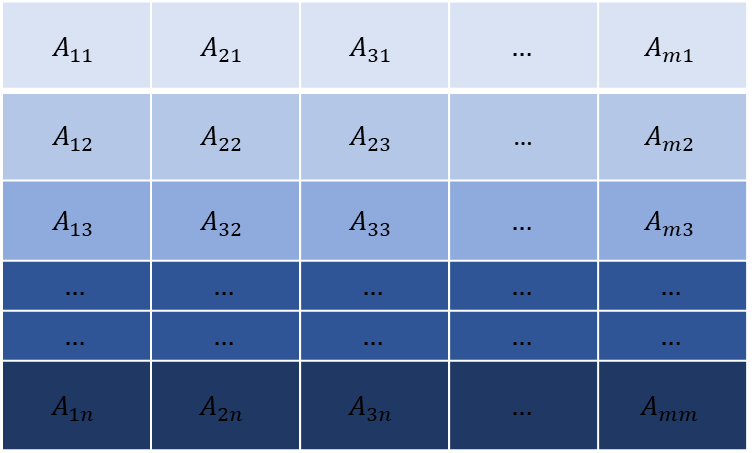 A₁₁ A₂₁ A₃₁ ... Aₘ₁
A₁₂ A₂₂ A₂₃ ... Aₘ₂
A₁₃ A₃₂ A₃₃ ... Aₘ₃
... ... ... ... ...
... ... ... ... ...
A₁ₙ A₂ₙ A₃ₙ ... Aₘₘ